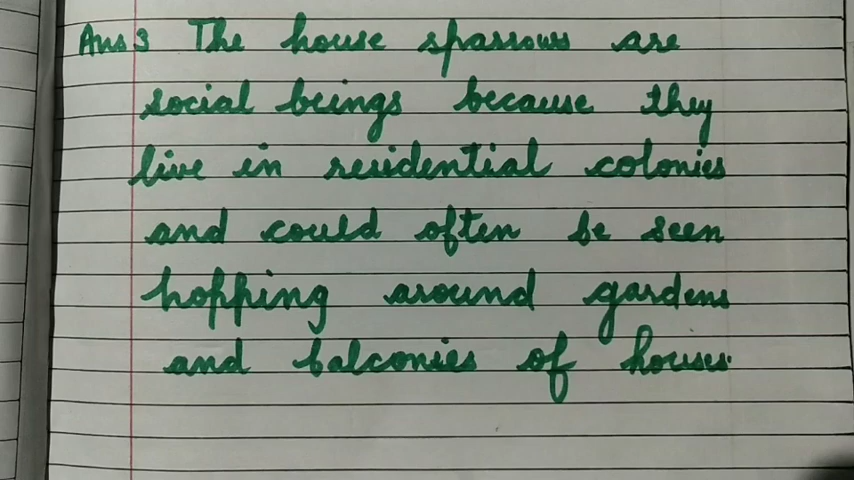 Ans 3 The house sparrows are
social beings because they
live in residential colonies
and could often be seen
hopping around gardens
and balconies of houses.